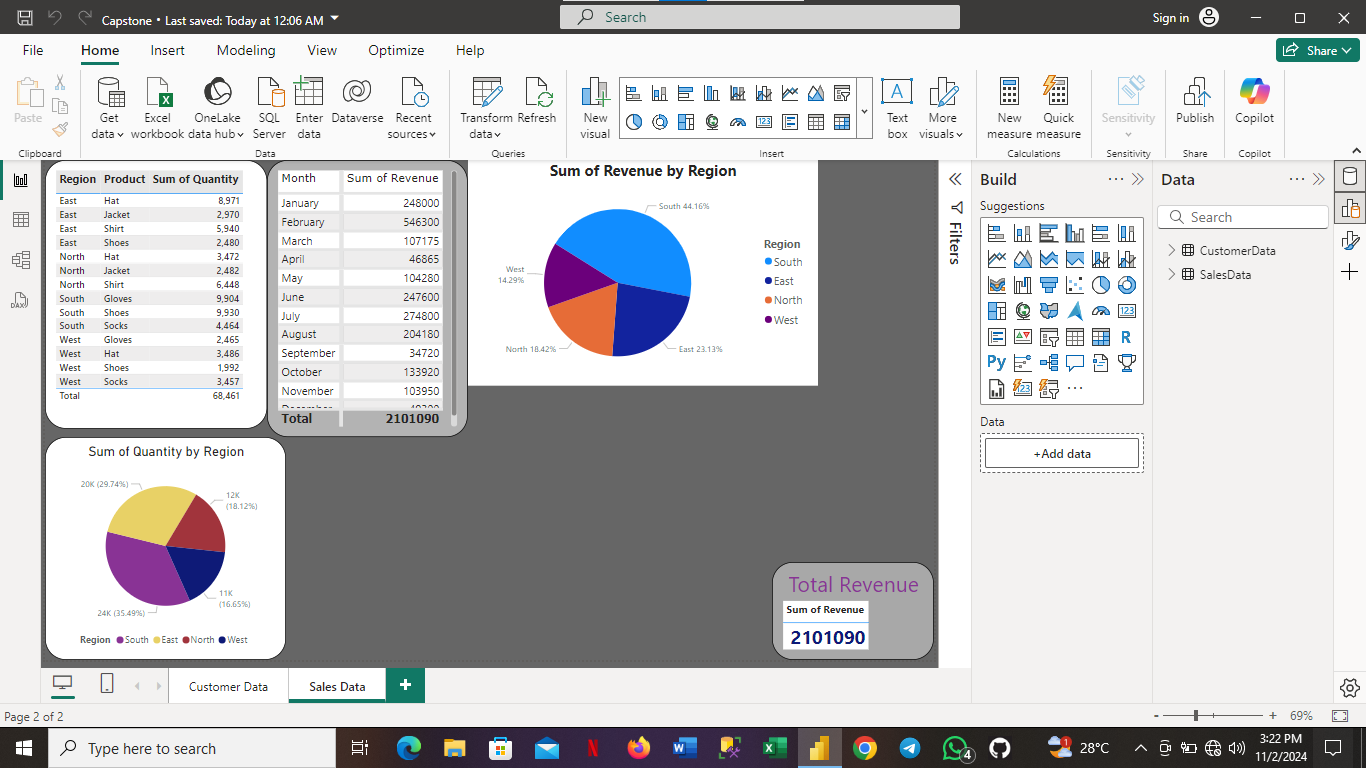 Capstone • Last saved: Today at 12:06 AM
Search
Sign in
File Home Insert Modeling View Optimize Help
Share
Paste
Get data
Excel workbook
OneLake data hub
SQL Server
Enter data
Dataverse
Recent sources
Transform data
Refresh
New visual
Text box
More visuals
New measure
Quick measure
Sensitivity
Publish
Copilot
Clipboard
Data
Queries
Insert
Calculations
Sensitivity
Share
Copilot
Region Product Sum of Quantity
East Hat 8,971
East Jacket 2,970
East Shirt 5,940
East Shoes 2,480
North Hat 3,472
North Jacket 2,482
North Shirt 6,448
South Gloves 9,904
South Shoes 9,930
South Socks 4,464
West Gloves 2,465
West Hat 3,486
West Shoes 1,992
West Socks 3,457
Total 68,461
Month Sum of Revenue
January 248000
February 546300
March 107175
April 46865
May 104280
June 247600
July 274800
August 204180
September 34720
October 133920
November 103950
Total 2101090
Sum of Revenue by Region
South 44.16%
West
14.29%
North 18.42%
East 23.13%
Region
South
East
North
West
Sum of Quantity by Region
20K (29.74%)
12K
(18.12%)
11K
(16.65%)
24K (35.49%)
Region South East North West
Total Revenue
Sum of Revenue
2101090
Filters
Build
Suggestions
123
R
Py
123
Data
+Add data
Data
Search
CustomerData
SalesData
Customer Data
Sales Data
+
Page 2 of 2
- + 69%
Type here to search
4
1
28°C
3:22 PM
11/2/2024